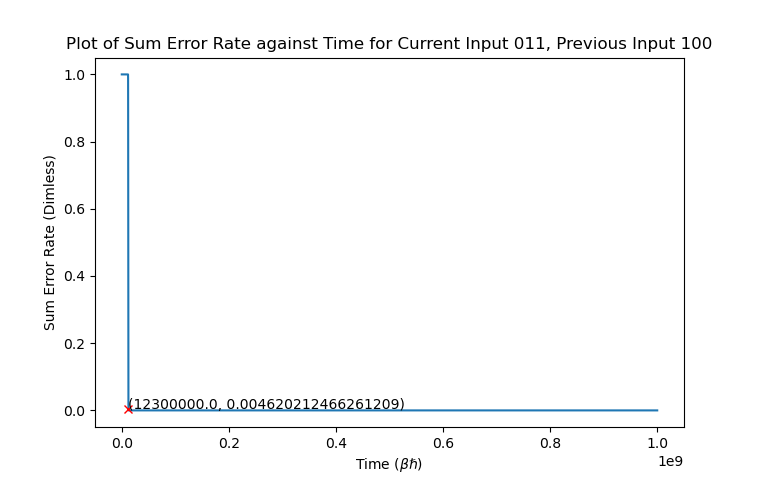 Plot of Sum Error Rate against Time for Current Input 011, Previous Input 100
1.0
0.8
0.6
0.4
0.2
0.0
Sum Error Rate (Dimless)
(12300000.0, 0.004620212466261209)
0.0 0.2 0.4 0.6 0.8 1.0
1e9
Time (βℏ)